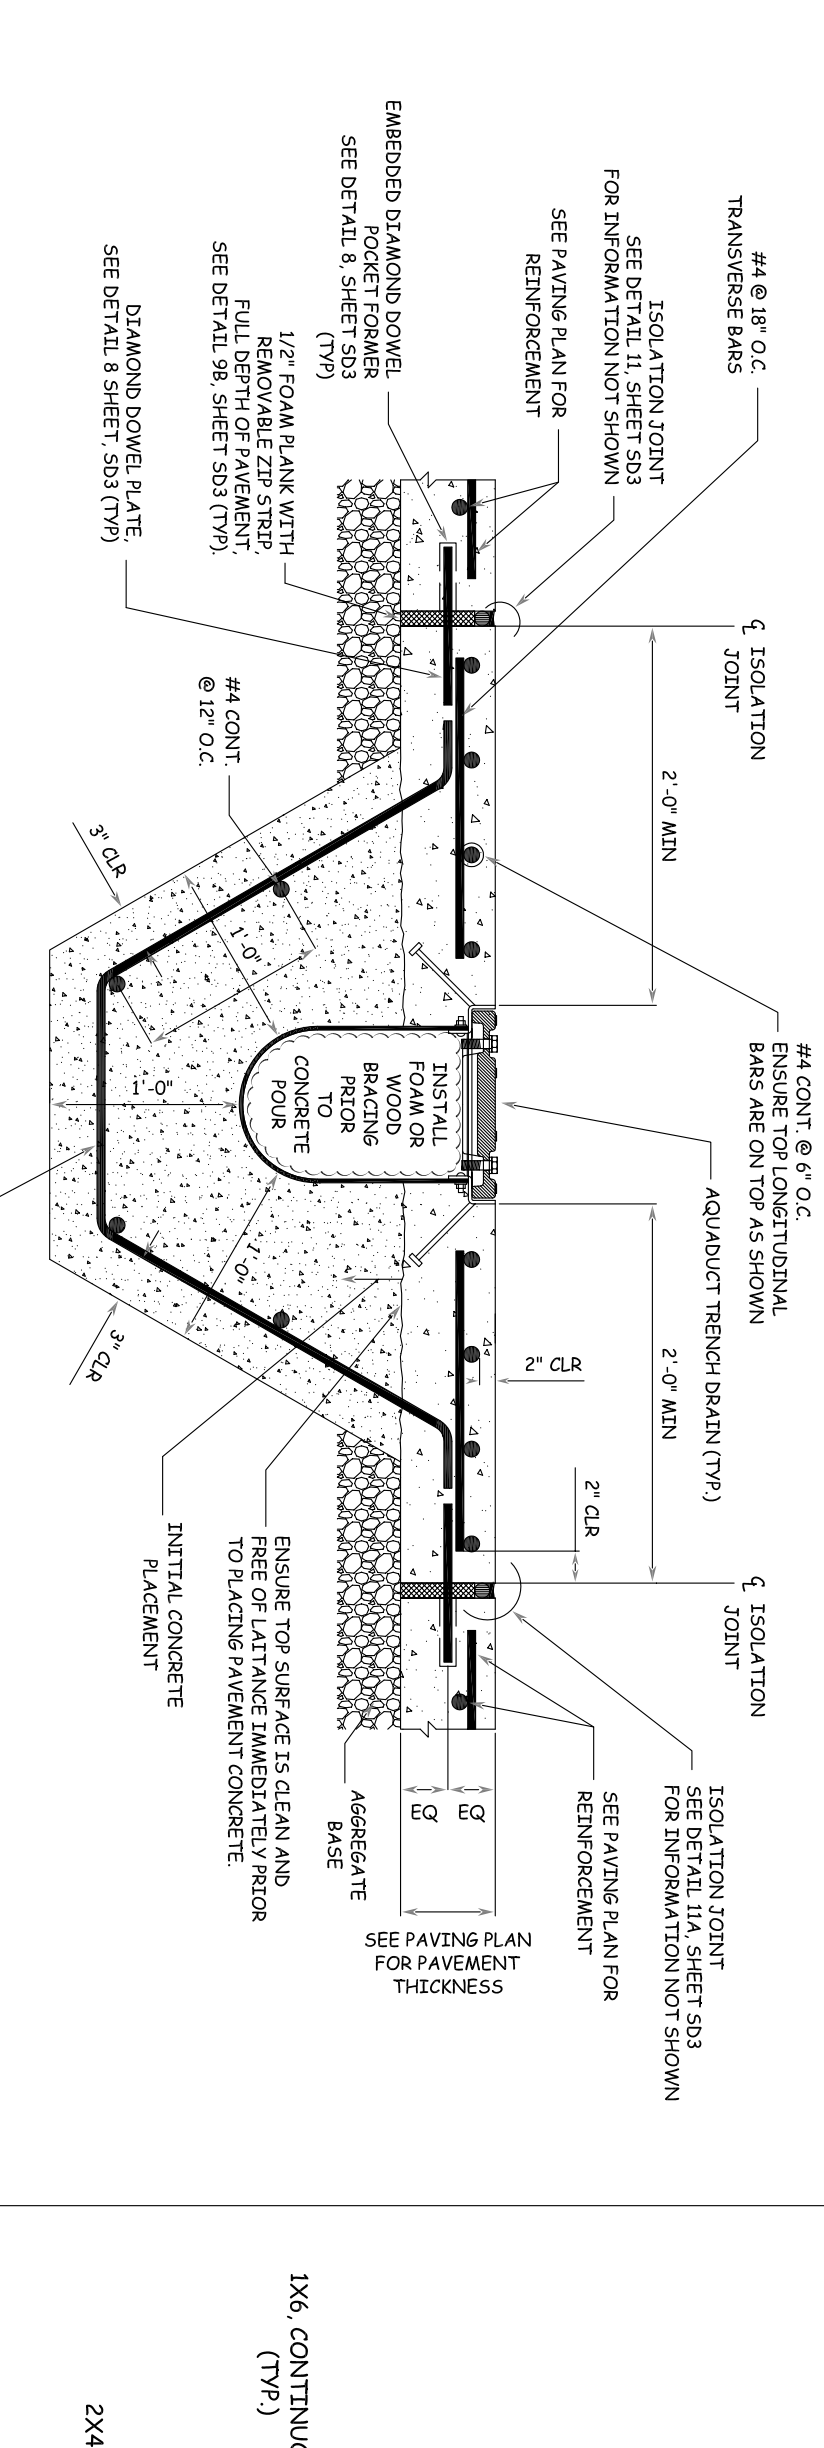 #4 @ 18" O.C.
TRANSVERSE BARS
ISOLATION JOINT
SEE DETAIL 11, SHEET SD3
FOR INFORMATION NOT SHOWN
SEE PAVING PLAN FOR
REINFORCEMENT
EMBEDDED DIAMOND DOWEL
POCKET FORMER
SEE DETAIL 8, SHEET SD3
(TYP)
1/2" FOAM PLANK WITH
REMOVABLE ZIP STRIP,
FULL DEPTH OF PAVEMENT,
SEE DETAIL 9B, SHEET SD3 (TYP).
DIAMOND DOWEL PLATE,
SEE DETAIL 8 SHEET, SD3 (TYP)
℄ ISOLATION
JOINT
2'-0" MIN
#4 CONT.
@ 12" O.C.
3" CLR
1'-0"
1'-0"
INSTALL
FOAM OR
WOOD
BRACING
PRIOR
TO
CONCRETE
POUR
#4 CONT. @ 6" O.C.
ENSURE TOP LONGITUDINAL
BARS ARE ON TOP AS SHOWN
AQUADUCT TRENCH DRAIN (TYP.)
2'-0" MIN
2" CLR
2" CLR
1'-0"
3" CLR
℄ ISOLATION
JOINT
ISOLATION JOINT
SEE DETAIL 11A, SHEET SD3
FOR INFORMATION NOT SHOWN
SEE PAVING PLAN FOR
REINFORCEMENT
EQ
EQ
SEE PAVING PLAN
FOR PAVEMENT
THICKNESS
AGGREGATE
BASE
ENSURE TOP SURFACE IS CLEAN AND
FREE OF LAITANCE IMMEDIATELY PRIOR
TO PLACING PAVEMENT CONCRETE.
INITIAL CONCRETE
PLACEMENT
1X6, CONTINUO
(TYP.)
2X4